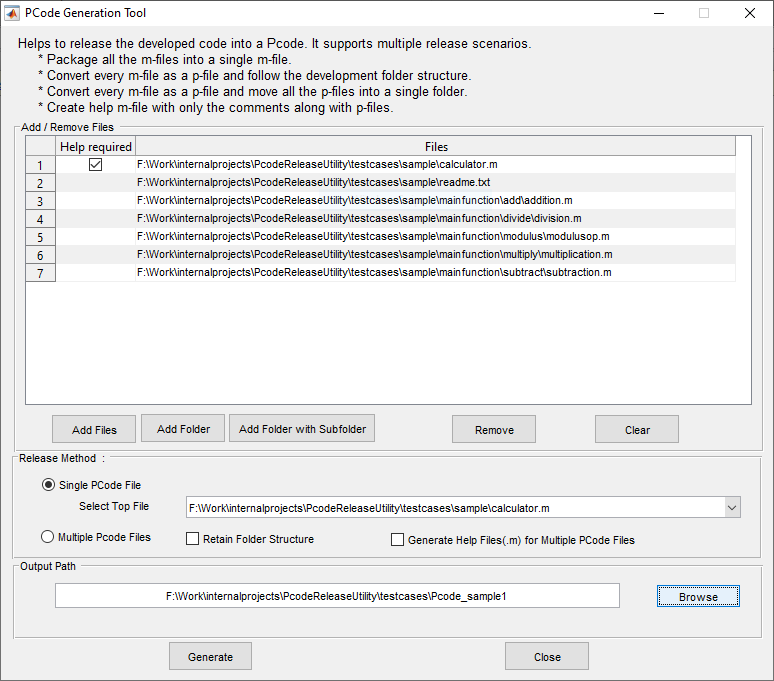 PCode Generation Tool
Helps to release the developed code into a Pcode. It supports multiple release scenarios.
* Package all the m-files into a single m-file.
* Convert every m-file as a p-file and follow the development folder structure.
* Convert every m-file as a p-file and move all the p-files into a single folder.
* Create help m-file with only the comments along with p-files.
Add / Remove Files
Help required Files
1 F:\Work\internalprojects\PcodeReleaseUtility\testcases\sample\calculator.m
2 F:\Work\internalprojects\PcodeReleaseUtility\testcases\sample\readme.txt
3 F:\Work\internalprojects\PcodeReleaseUtility\testcases\sample\mainfunction\add\addition.m
4 F:\Work\internalprojects\PcodeReleaseUtility\testcases\sample\mainfunction\divide\division.m
5 F:\Work\internalprojects\PcodeReleaseUtility\testcases\sample\mainfunction\modulus\modulusop.m
6 F:\Work\internalprojects\PcodeReleaseUtility\testcases\sample\mainfunction\multiply\multiplication.m
7 F:\Work\internalprojects\PcodeReleaseUtility\testcases\sample\mainfunction\subtract\subtraction.m
Add Files Add Folder Add Folder with Subfolder Remove Clear
Release Method :
Single PCode File
Select Top File F:\Work\internalprojects\PcodeReleaseUtility\testcases\sample\calculator.m
Multiple Pcode Files Retain Folder Structure Generate Help Files(.m) for Multiple PCode Files
Output Path
F:\Work\internalprojects\PcodeReleaseUtility\testcases\Pcode_sample1 Browse
Generate Close